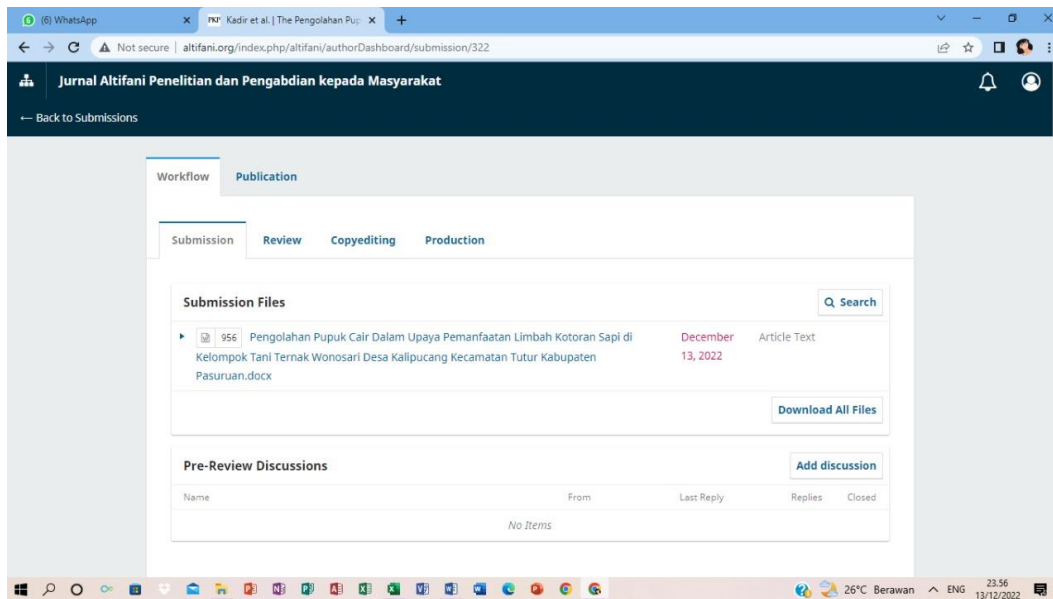 (6) WhatsApp
PKP Kadir et al. | The Pengolahan Pup
Not secure | altifani.org/index.php/altifani/authorDashboard/submission/322
Jurnal Altifani Penelitian dan Pengabdian kepada Masyarakat
← Back to Submissions
Workflow Publication
Submission Review Copyediting Production
Submission Files Search
956 Pengolahan Pupuk Cair Dalam Upaya Pemanfaatan Limbah Kotoran Sapi di December Article Text
Kelompok Tani Ternak Wonosari Desa Kalipucang Kecamatan Tutur Kabupaten 13, 2022
Pasuruan.docx
Download All Files
Pre-Review Discussions Add discussion
Name From Last Reply Replies Closed
No Items
26°C Berawan ENG 23.56
13/12/2022